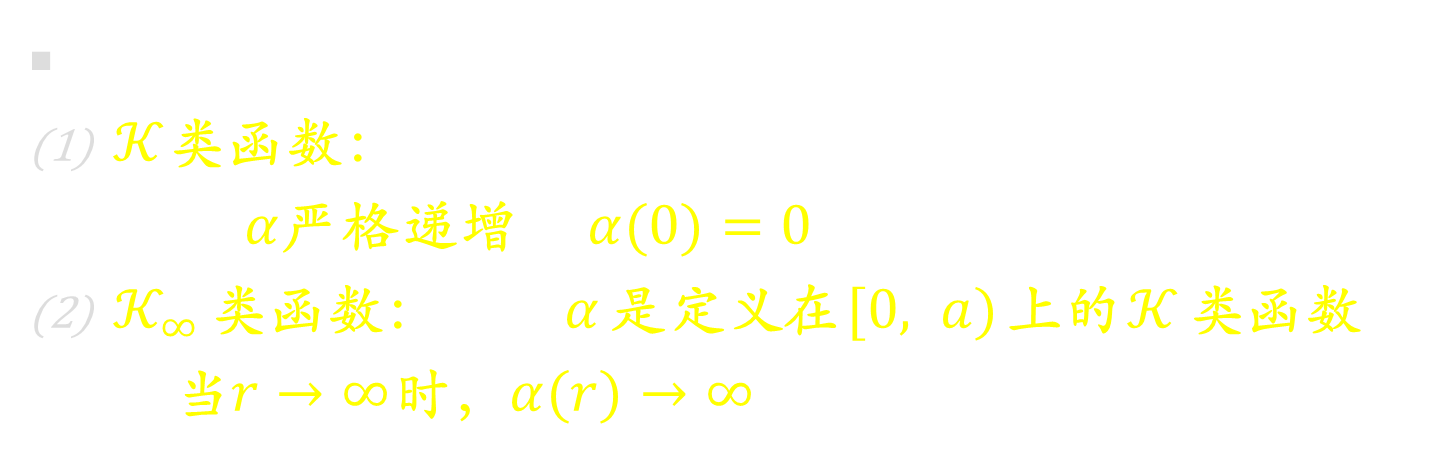 (1) 𝒦 类函数：
α严格递增 α(0) = 0
(2) 𝒦∞ 类函数： α 是定义在[0, a)上的𝒦 类函数
当r → ∞时，α(r) → ∞